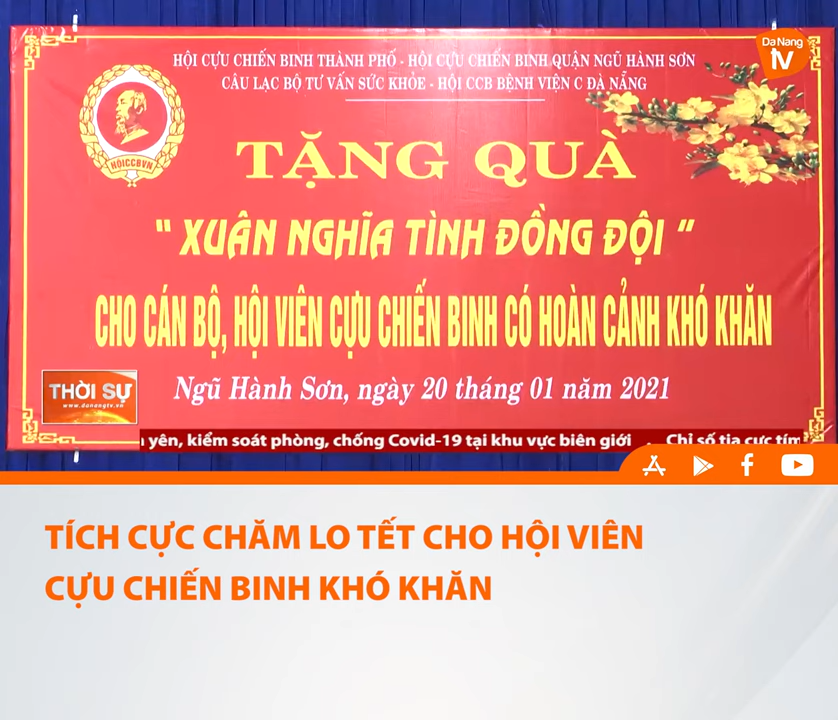 HỘI CỰU CHIẾN BINH THÀNH PHỐ - HỘI CỰU CHIẾN BINH QUẬN NGŨ HÀNH SƠN
CÂU LẠC BỘ TƯ VẤN SỨC KHỎE - HỘI CCB BỆNH VIỆN C ĐÀ NẴNG
Da Nang
tv
HỘICCBVN
TẶNG QUÀ
" XUÂN NGHĨA TÌNH ĐỒNG ĐỘI "
CHO CÁN BỘ, HỘI VIÊN CỰU CHIẾN BINH CÓ HOÀN CẢNH KHÓ KHĂN
Ngũ Hành Sơn, ngày 20 tháng 01 năm 2021
THỜI SỰ
www.danangtv.vn
yên, kiểm soát phòng, chống Covid-19 tại khu vực biên giới . Chỉ số tia cực tím
TÍCH CỰC CHĂM LO TẾT CHO HỘI VIÊN
CỰU CHIẾN BINH KHÓ KHĂN